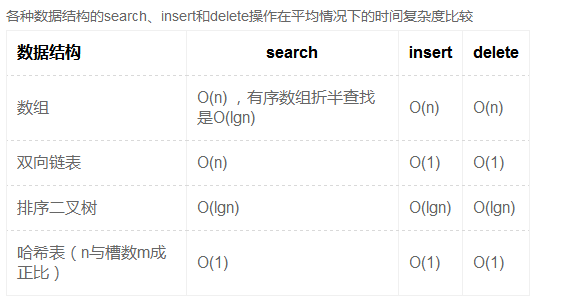 各种数据结构的search、insert和delete操作在平均情况下的时间复杂度比较
数据结构 search insert delete
数组 O(n) ，有序数组折半查找 O(n) O(n)
是O(lgn)
双向链表 O(n) O(1) O(1)
排序二叉树 O(lgn) O(lgn) O(lgn)
哈希表（n与槽数m成 O(1) O(1) O(1)
正比）